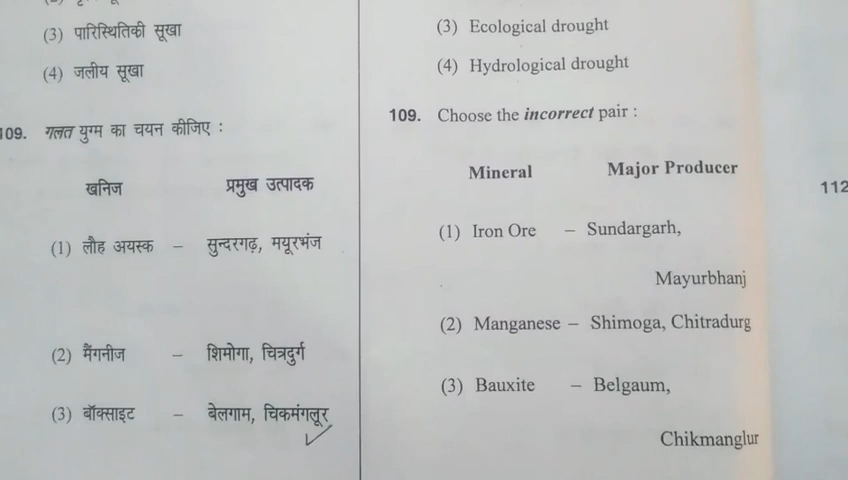 (3) पारिस्थितिकी सूखा
(4) जलीय सूखा
109. गलत युग्म का चयन कीजिए :
खनिज प्रमुख उत्पादक
(1) लौह अयस्क – सुन्दरगढ़, मयूरभंज
(2) मैंगनीज – शिमोगा, चित्रदुर्ग
(3) बॉक्साइट – बेलगाम, चिकमंगलूर
(3) Ecological drought
(4) Hydrological drought
109. Choose the incorrect pair :
Mineral Major Producer
(1) Iron Ore – Sundargarh,
Mayurbhanj
(2) Manganese – Shimoga, Chitradurg
(3) Bauxite – Belgaum,
Chikmanglur
112